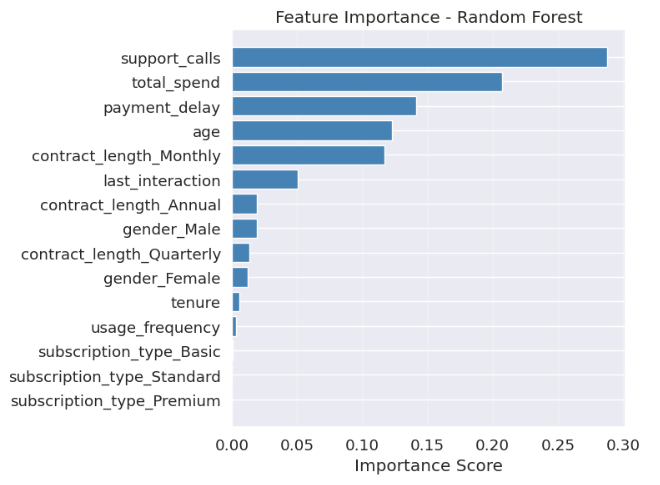 Feature Importance - Random Forest
support_calls
total_spend
payment_delay
age
contract_length_Monthly
last_interaction
contract_length_Annual
gender_Male
contract_length_Quarterly
gender_Female
tenure
usage_frequency
subscription_type_Basic
subscription_type_Standard
subscription_type_Premium
0.00 0.05 0.10 0.15 0.20 0.25 0.30
Importance Score